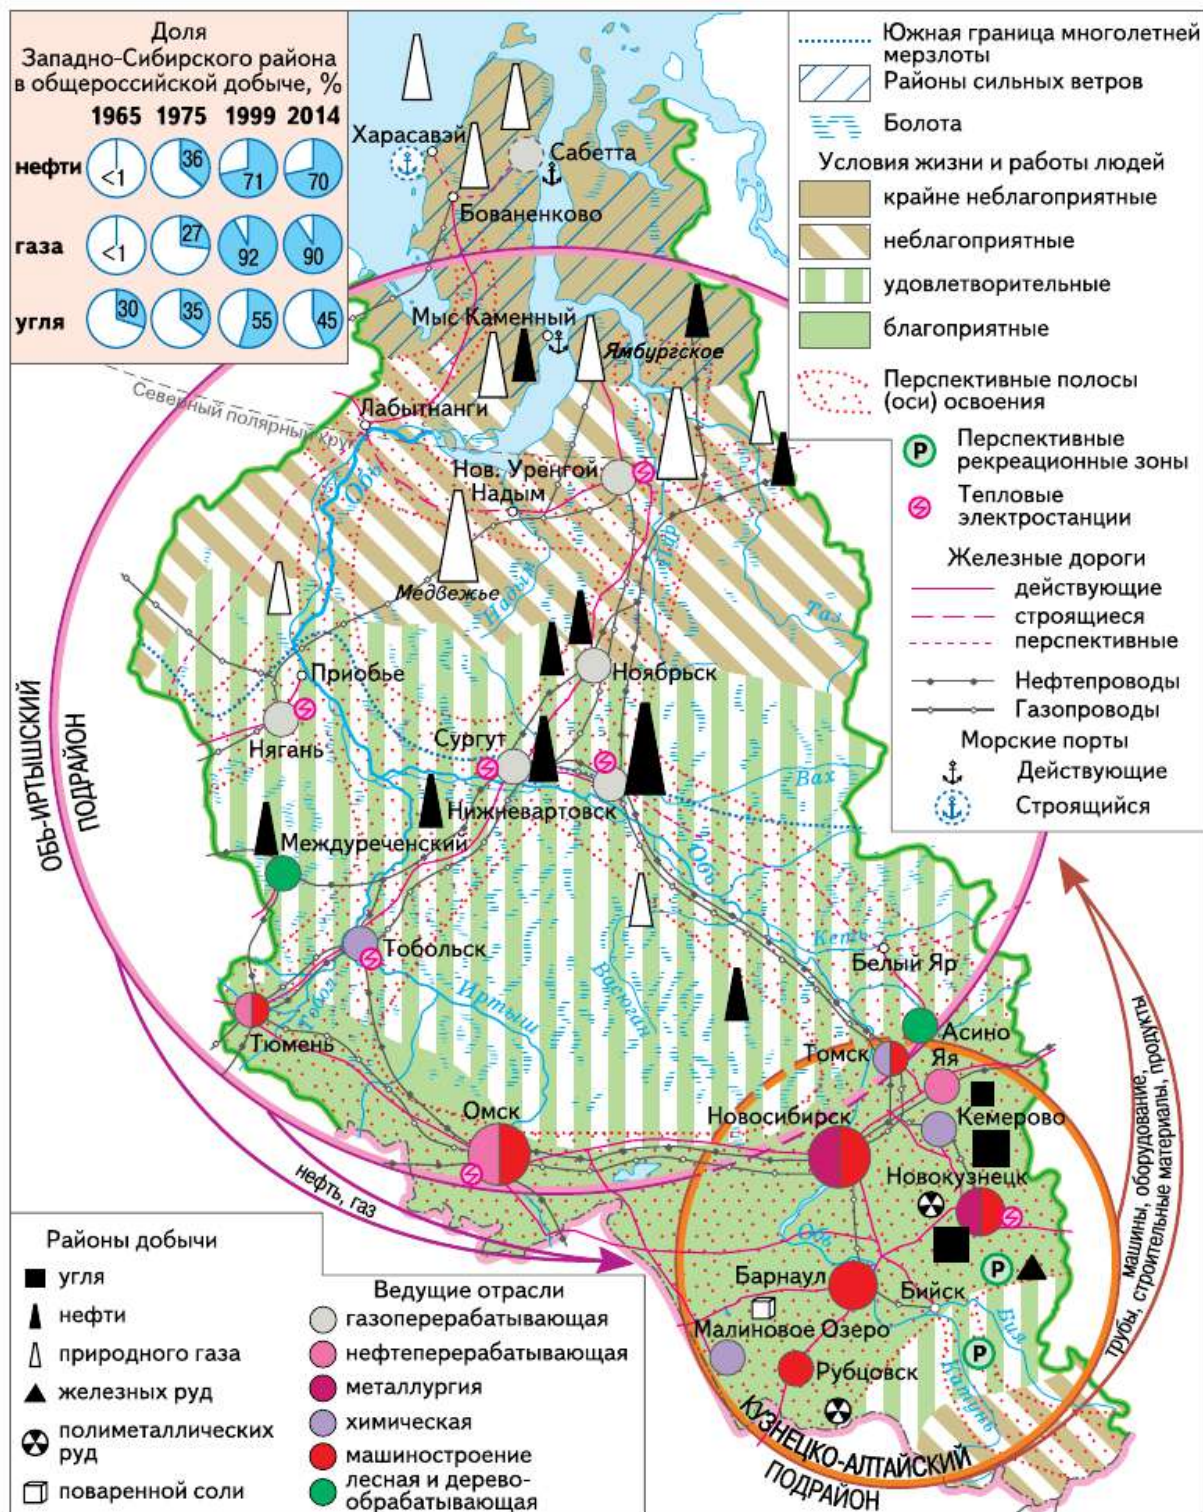 Доля
Западно-Сибирского района
в общероссийской добыче, %
1965 1975 1999 2014
нефти <1 36 71 70
газа <1 27 92 90
угля 30 35 55 45
Южная граница многолетней
мерзлоты
Районы сильных ветров
Болота
Условия жизни и работы людей
крайне неблагоприятные
неблагоприятные
удовлетворительные
благоприятные
Перспективные полосы
(оси) освоения
P Перспективные
рекреационные зоны
Тепловые
электростанции
Железные дороги
действующие
строящиеся
перспективные
Нефтепроводы
Газопроводы
Морские порты
Действующие
Строящийся
Харасавэй
Сабетта
Бованенково
Мыс Каменный
Ямбургское
Северный полярный круг
Лабытнанги
Обь
Нов. Уренгой
Надым
Пур
Медвежье
Надым
Таз
Приобье
Ноябрьск
Нягань
Сургут
Вах
Нижневартовск
Междуреченский
Обь
Кеть
Тобольск
Белый Яр
Васюган
Иртыш
Тобол
Тюмень
Асино
Томск
Яя
Омск
Новосибирск
Кемерово
Новокузнецк
Обь
Барнаул
P
Бийск
Бия
Малиновое Озеро
P
Рубцовск
Катунь
ОБЬ-ИРТЫШСКИЙ
ПОДРАЙОН
КУЗНЕЦКО-АЛТАЙСКИЙ
ПОДРАЙОН
нефть, газ
машины, оборудование,
трубы, строительные материалы, продукты
Районы добычи
угля
нефти
природного газа
железных руд
полиметаллических
руд
поваренной соли
Ведущие отрасли
газоперерабатывающая
нефтеперерабатывающая
металлургия
химическая
машиностроение
лесная и дерево-
обрабатывающая